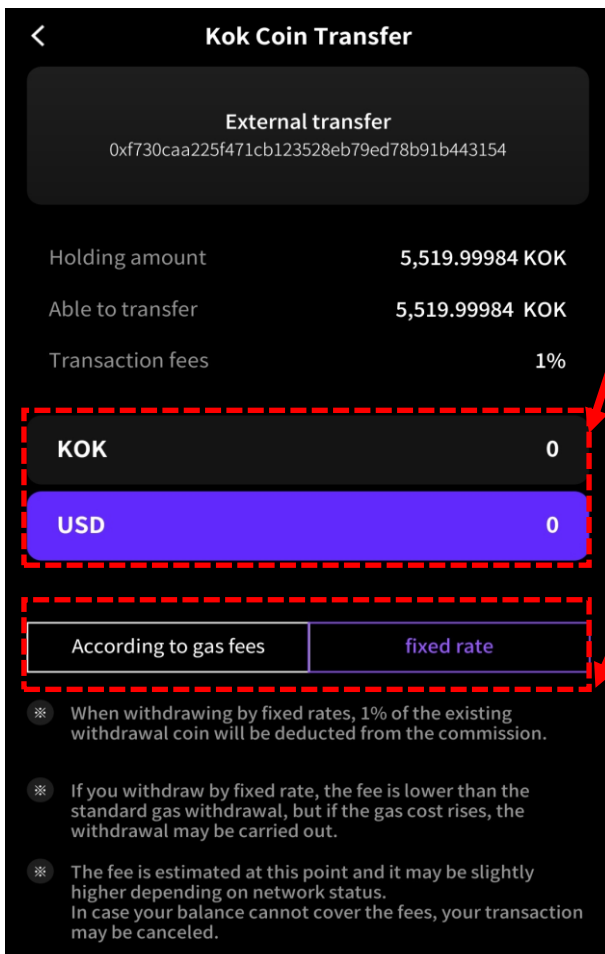 Kok Coin Transfer
External transfer
0xf730caa225f471cb123528eb79ed78b91b443154
Holding amount 5,519.99984 KOK
Able to transfer 5,519.99984 KOK
Transaction fees 1%
KOK 0
USD 0
According to gas fees fixed rate
※ When withdrawing by fixed rates, 1% of the existing
withdrawal coin will be deducted from the commission.
※ If you withdraw by fixed rate, the fee is lower than the
standard gas withdrawal, but if the gas cost rises, the
withdrawal may be carried out.
※ The fee is estimated at this point and it may be slightly
higher depending on network status.
In case your balance cannot cover the fees, your transaction
may be canceled.